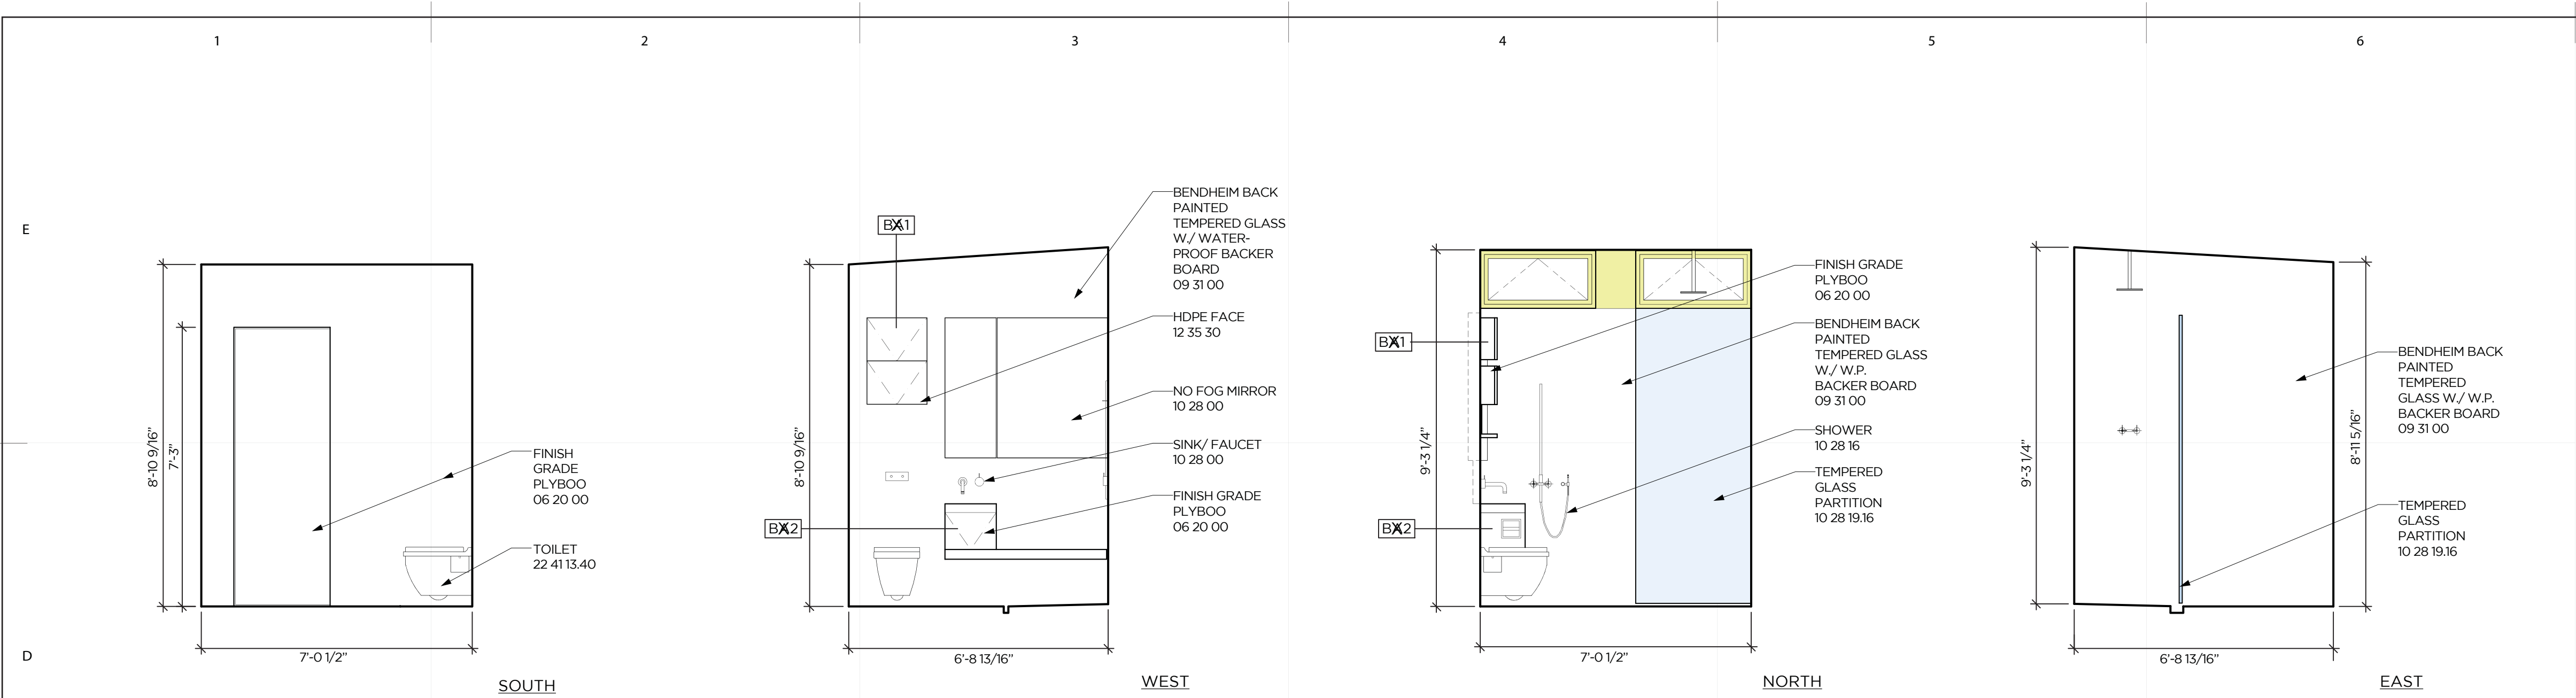 1
2
3
4
5
6
E
D
8'-10 9/16"
7'-3"
FINISH
GRADE
PLYBOO
06 20 00
TOILET
22 41 13.40
7'-0 1/2"
SOUTH
8'-10 9/16"
BENDHEIM BACK
PAINTED
TEMPERED GLASS
W./ WATER-
PROOF BACKER
BOARD
09 31 00
HDPE FACE
12 35 30
NO FOG MIRROR
10 28 00
SINK/ FAUCET
10 28 00
FINISH GRADE
PLYBOO
06 20 00
6'-8 13/16"
WEST
9'-3 1/4"
FINISH GRADE
PLYBOO
06 20 00
BENDHEIM BACK
PAINTED
TEMPERED GLASS
W./ W.P.
BACKER BOARD
09 31 00
SHOWER
10 28 16
TEMPERED
GLASS
PARTITION
10 28 19.16
7'-0 1/2"
NORTH
9'-3 1/4"
8'-11 5/16"
BENDHEIM BACK
PAINTED
TEMPERED
GLASS W./ W.P.
BACKER BOARD
09 31 00
TEMPERED
GLASS
PARTITION
10 28 19.16
6'-8 13/16"
EAST